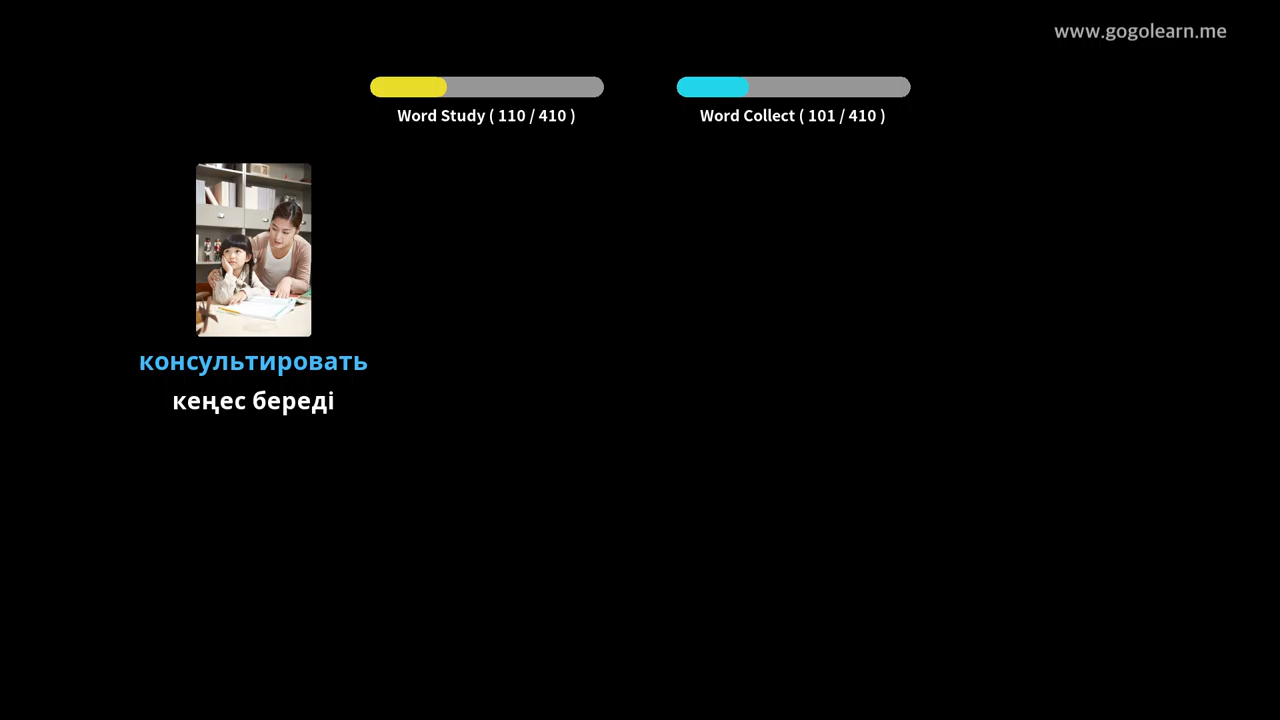 www.gogolearn.me
Word Study ( 110 / 410 )
Word Collect ( 101 / 410 )
консультировать
кеңес береді